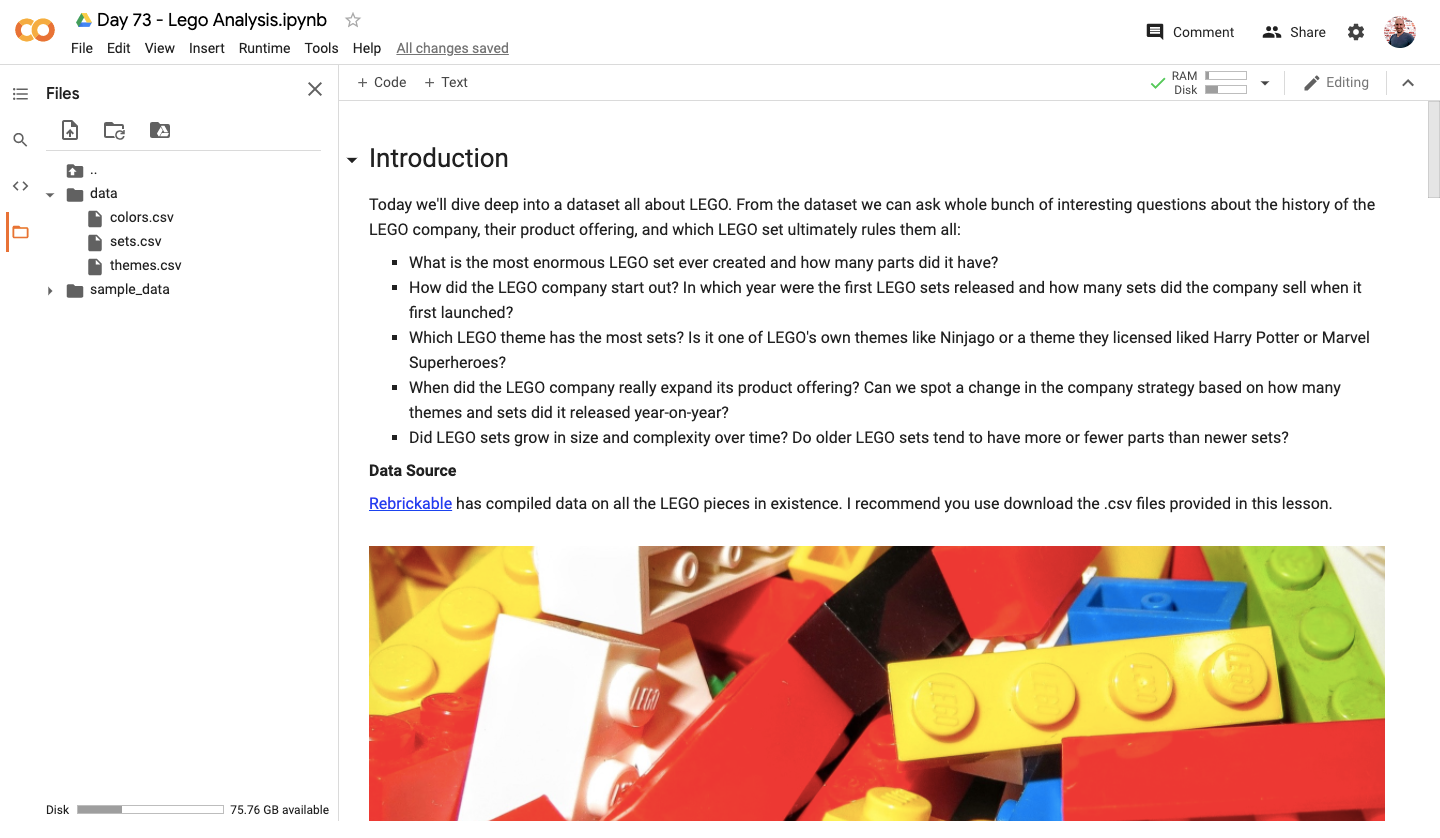 Day 73 - Lego Analysis.ipynb
File Edit View Insert Runtime Tools Help All changes saved
Comment Share
Files
+ Code + Text
RAM
Disk
Editing
..
data
colors.csv
sets.csv
themes.csv
sample_data
Disk 75.76 GB available
Introduction
Today we'll dive deep into a dataset all about LEGO. From the dataset we can ask whole bunch of interesting questions about the history of the
LEGO company, their product offering, and which LEGO set ultimately rules them all:
▪ What is the most enormous LEGO set ever created and how many parts did it have?
▪ How did the LEGO company start out? In which year were the first LEGO sets released and how many sets did the company sell when it
first launched?
▪ Which LEGO theme has the most sets? Is it one of LEGO's own themes like Ninjago or a theme they licensed liked Harry Potter or Marvel
Superheroes?
▪ When did the LEGO company really expand its product offering? Can we spot a change in the company strategy based on how many
themes and sets did it released year-on-year?
▪ Did LEGO sets grow in size and complexity over time? Do older LEGO sets tend to have more or fewer parts than newer sets?
Data Source
Rebrickable has compiled data on all the LEGO pieces in existence. I recommend you use download the .csv files provided in this lesson.
LEGO
LEGO
LEGO
LEGO
LEGO